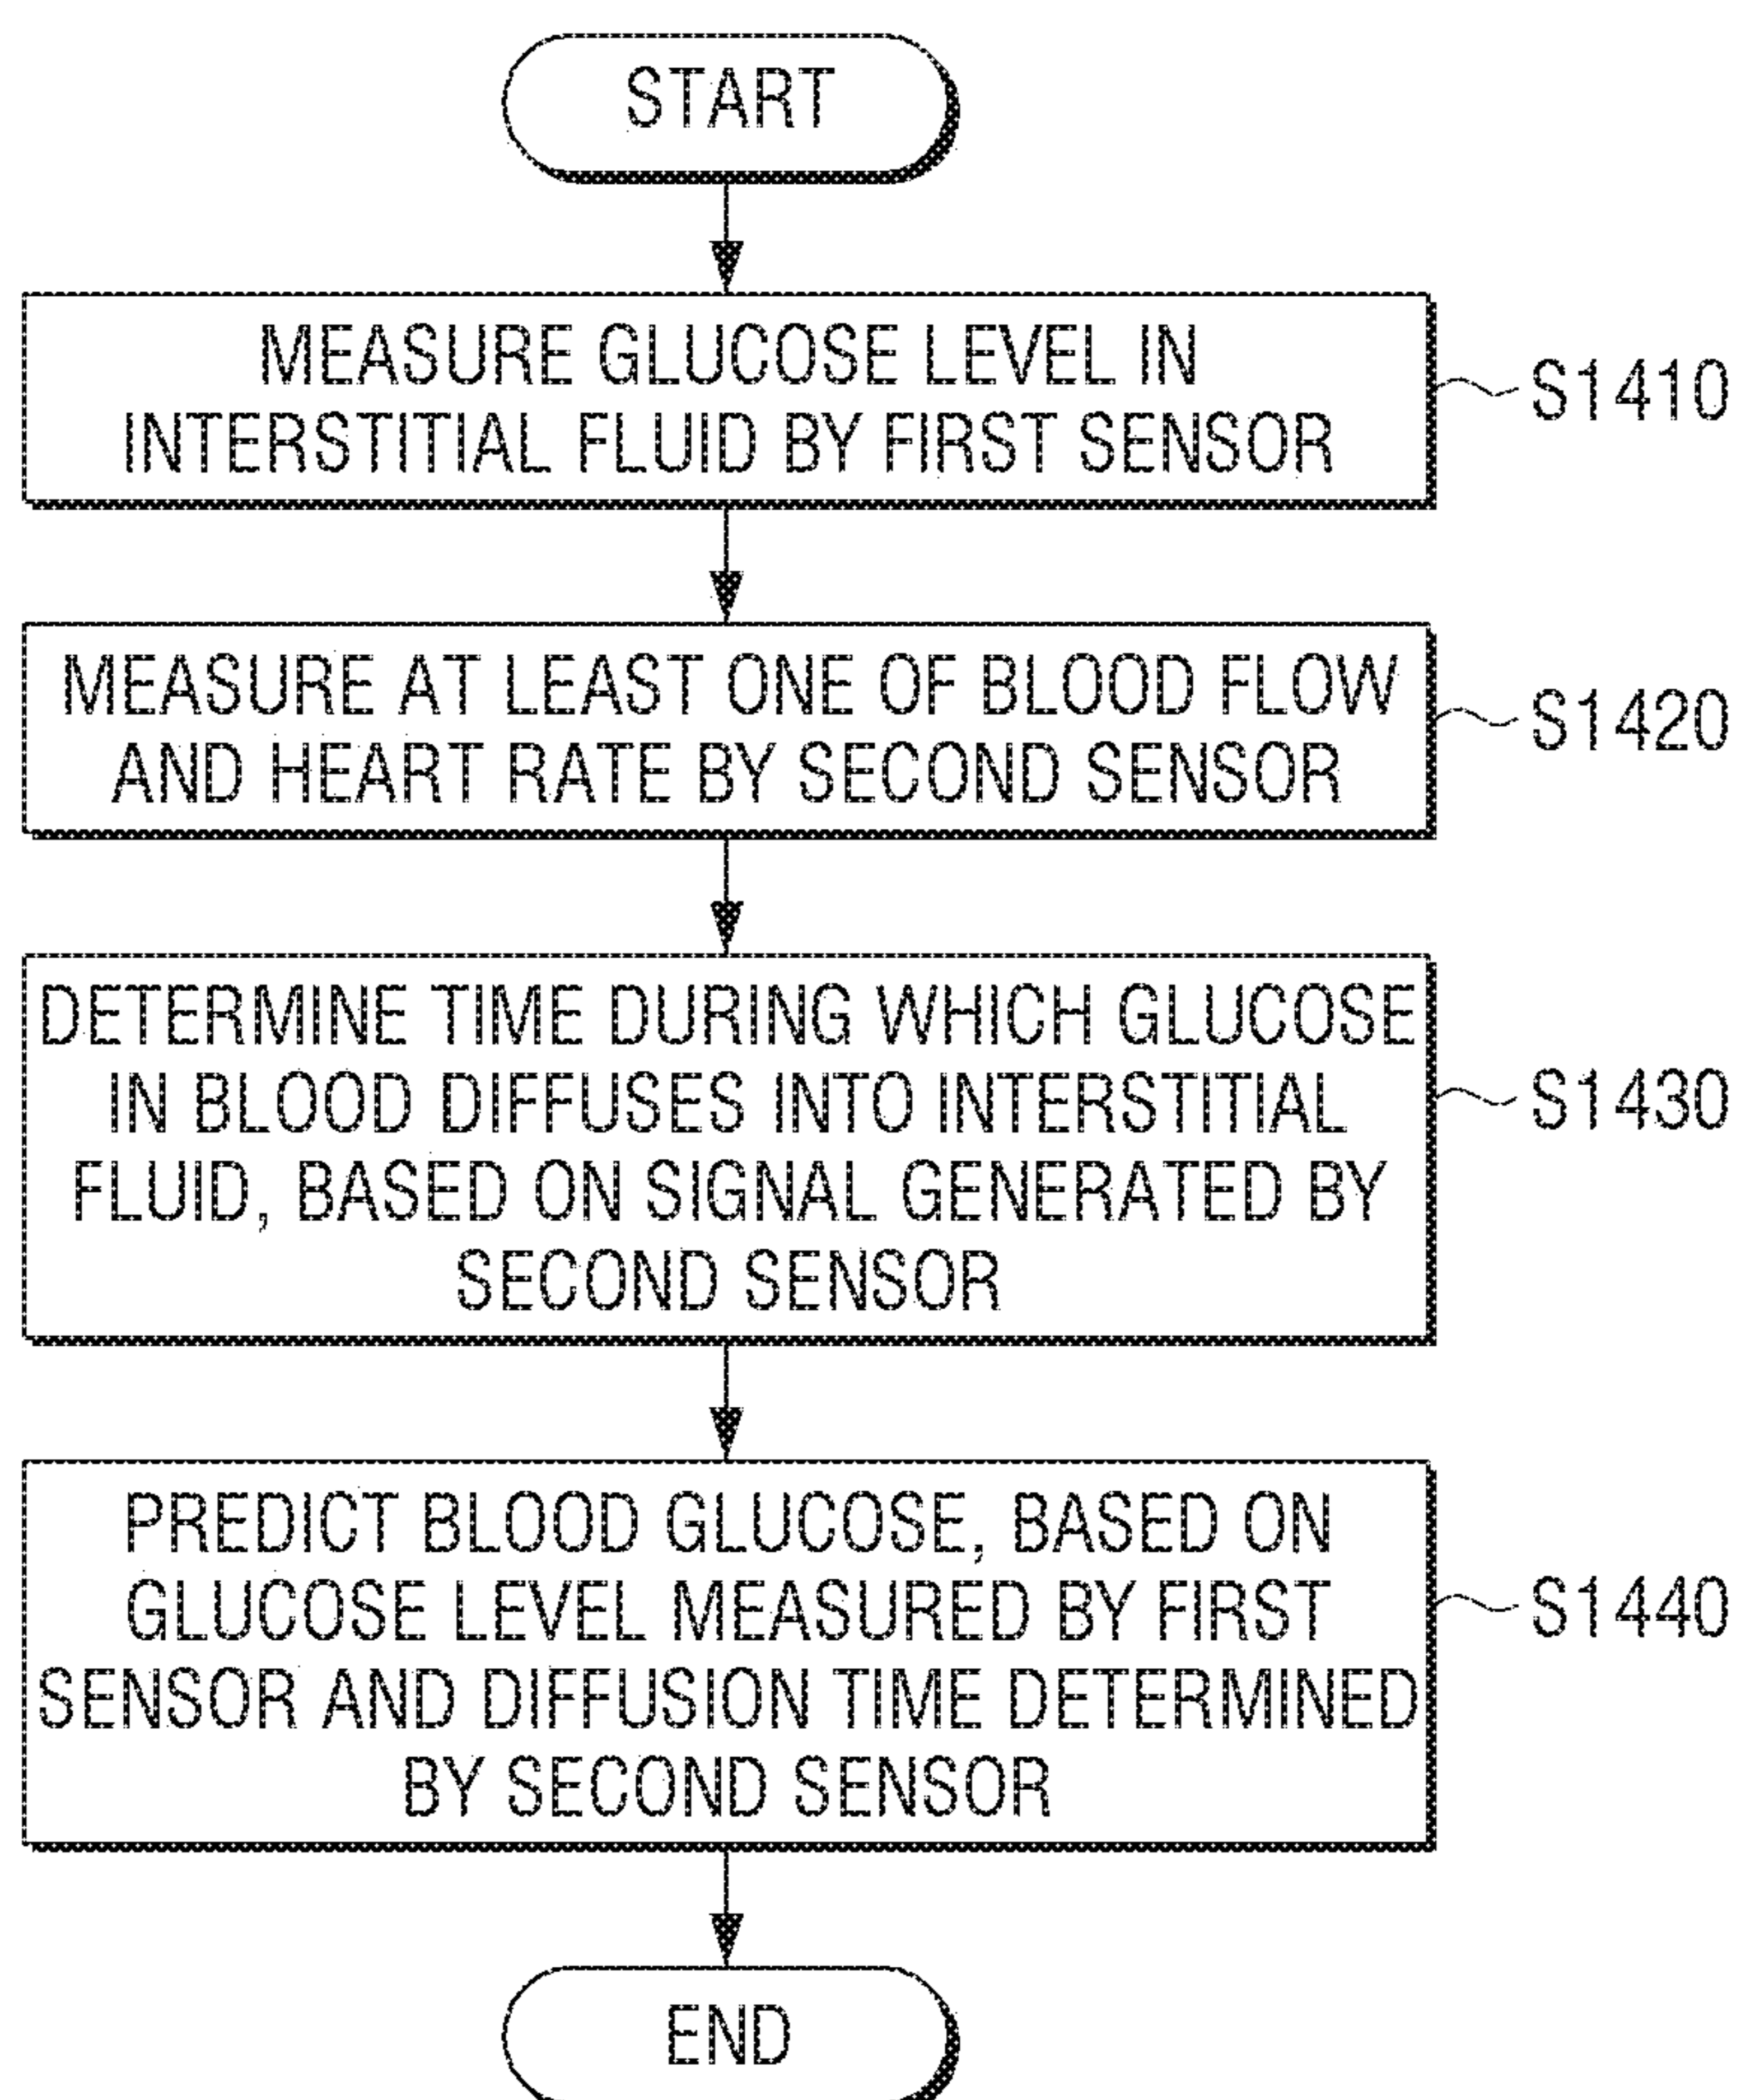 START
MEASURE GLUCOSE LEVEL IN
INTERSTITIAL FLUID BY FIRST SENSOR
S1410
MEASURE AT LEAST ONE OF BLOOD FLOW
AND HEART RATE BY SECOND SENSOR
S1420
DETERMINE TIME DURING WHICH GLUCOSE
IN BLOOD DIFFUSES INTO INTERSTITIAL
FLUID, BASED ON SIGNAL GENERATED BY
SECOND SENSOR
S1430
PREDICT BLOOD GLUCOSE, BASED ON
GLUCOSE LEVEL MEASURED BY FIRST
SENSOR AND DIFFUSION TIME DETERMINED
BY SECOND SENSOR
S1440
END